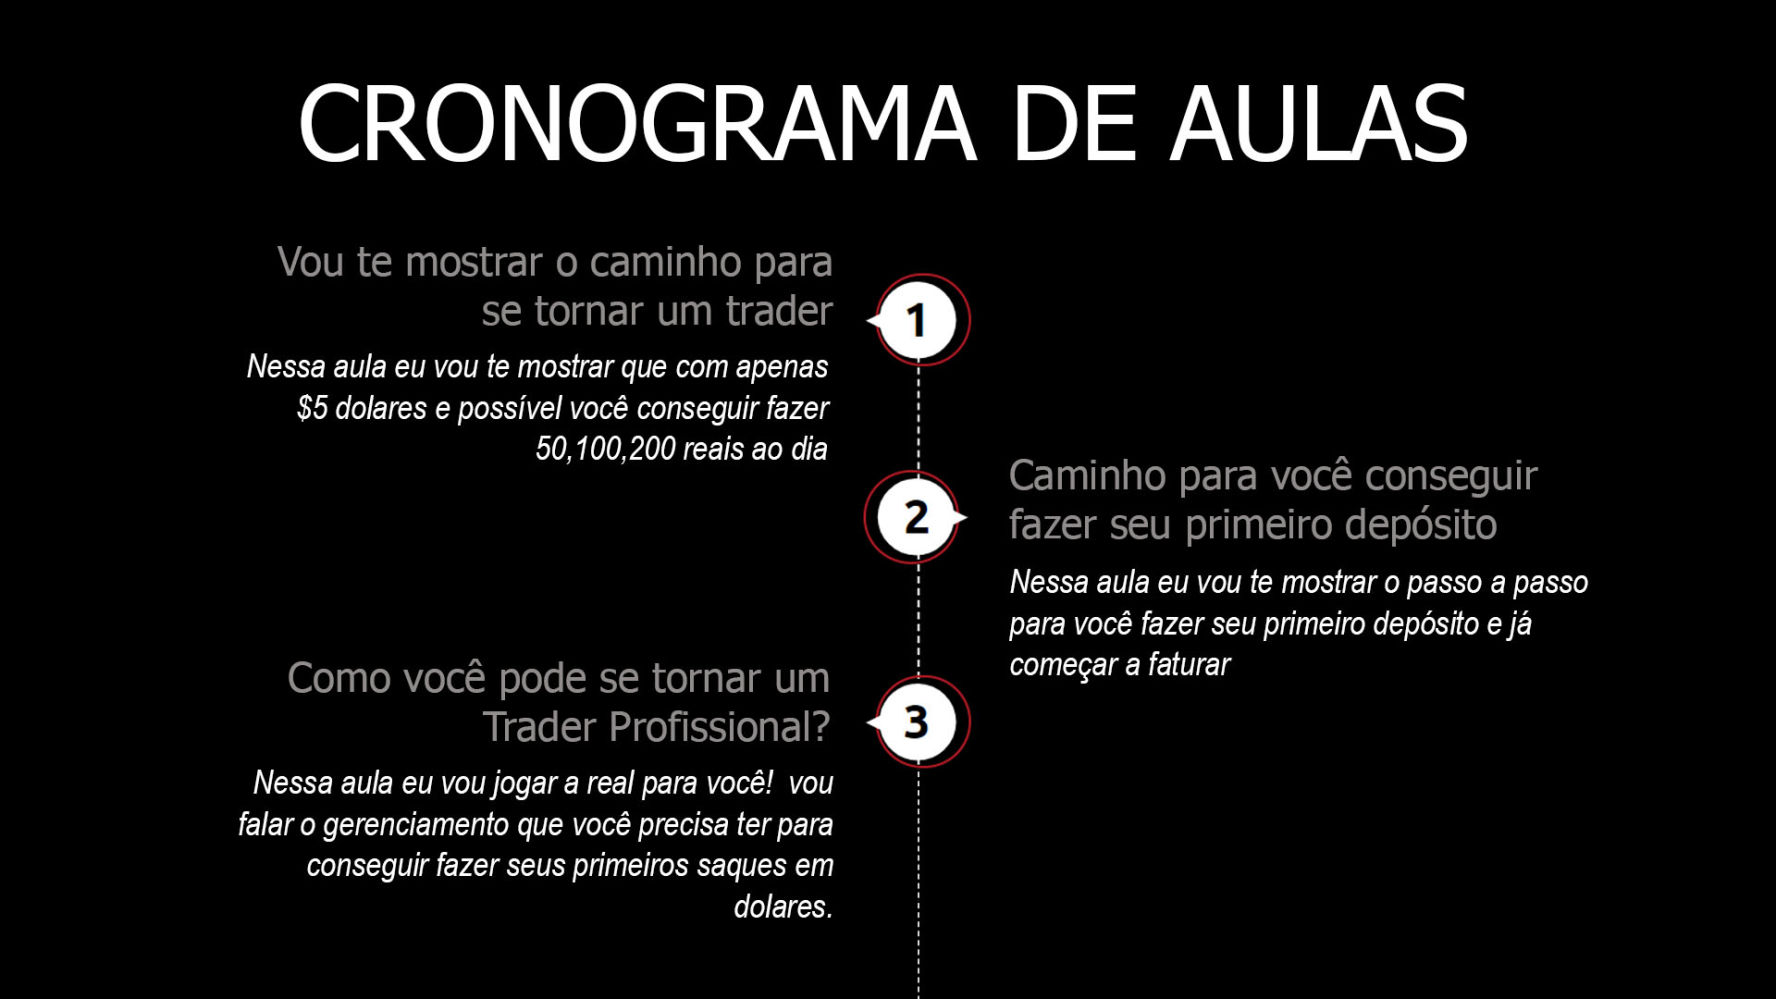 CRONOGRAMA DE AULAS
Vou te mostrar o caminho para
se tornar um trader
Nessa aula eu vou te mostrar que com apenas
$5 dolares e possível você conseguir fazer
50,100,200 reais ao dia
1
2
Caminho para você conseguir
fazer seu primeiro depósito
Nessa aula eu vou te mostrar o passo a passo
para você fazer seu primeiro depósito e já
começar a faturar
Como você pode se tornar um
Trader Profissional?
3
Nessa aula eu vou jogar a real para você!  vou
falar o gerenciamento que você precisa ter para
conseguir fazer seus primeiros saques em
dolares.